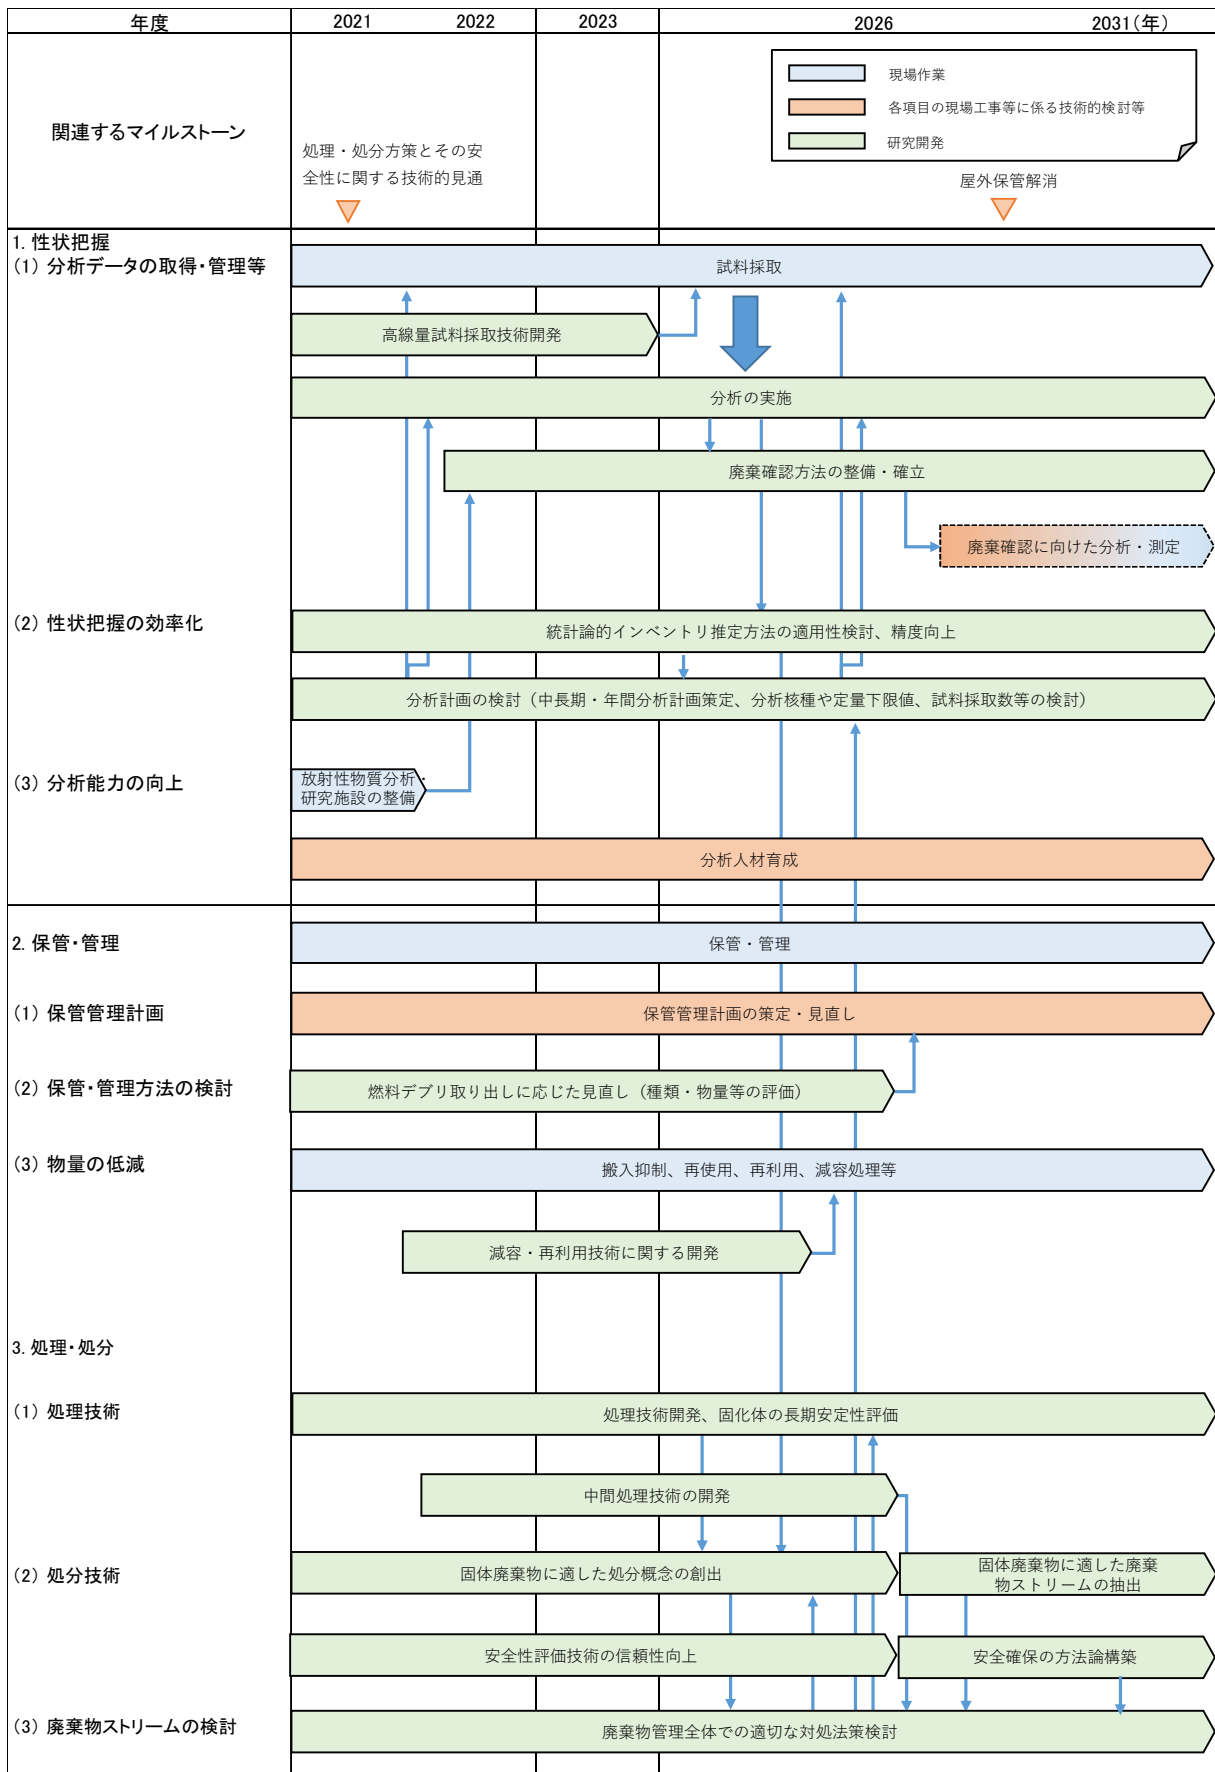 年度
2021
2022
2023
2026
2031(年)
現場作業
各項目の現場工事等に係る技術的検討等
研究開発
関連するマイルストーン
処理・処分方策とその安
全性に関する技術的見通
屋外保管解消
1. 性状把握
(1) 分析データの取得・管理等
試料採取
高線量試料採取技術開発
分析の実施
廃棄確認方法の整備・確立
廃棄確認に向けた分析・測定
(2) 性状把握の効率化
統計論的インベントリ推定方法の適用性検討、精度向上
分析計画の検討（中長期・年間分析計画策定、分析核種や定量下限値、試料採取数等の検討）
(3) 分析能力の向上
放射性物質分析・
研究施設の整備
分析人材育成
2. 保管・管理
保管・管理
(1) 保管管理計画
保管管理計画の策定・見直し
(2) 保管・管理方法の検討
燃料デブリ取り出しに応じた見直し（種類・物量等の評価）
(3) 物量の低減
搬入抑制、再使用、再利用、減容処理等
減容・再利用技術に関する開発
3. 処理・処分
(1) 処理技術
処理技術開発、固化体の長期安定性評価
中間処理技術の開発
(2) 処分技術
固体廃棄物に適した処分概念の創出
固体廃棄物に適した廃棄
物ストリームの抽出
安全性評価技術の信頼性向上
安全確保の方法論構築
(3) 廃棄物ストリームの検討
廃棄物管理全体での適切な対処法策検討